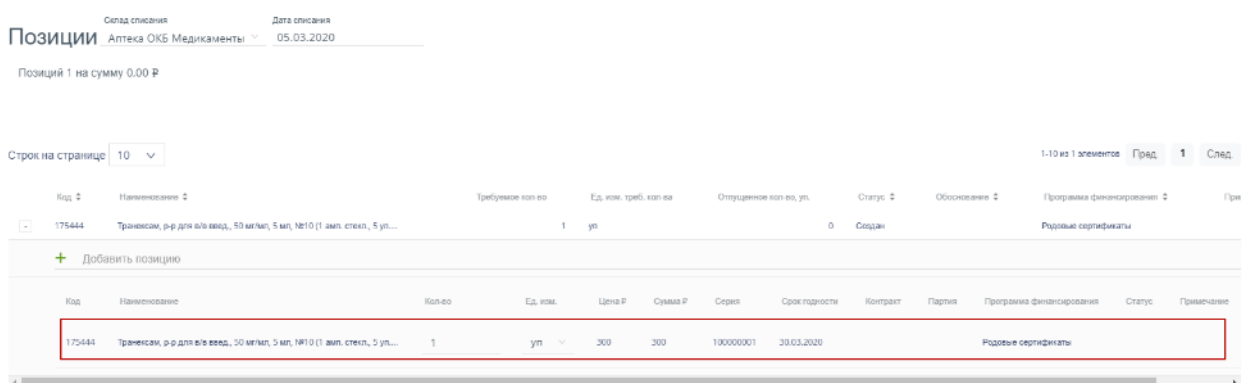 Склад списания Дата списания
Позиции Аптека ОКБ Медикаменты 05.03.2020
Позиций 1 на сумму 0.00 ₽
Строк на странице 10 1-10 из 1 элементов Пред. 1 След.
Код Наименование Требуемое кол-во Ед. изм. треб. кол-ва Отпущенное кол-во, уп. Статус Обоснование Программа финансирования При
- 175444 Транексам, р-р для в/в введ., 50 мг/мл, 5 мл, №10 (1 амп. стекл., 5 уп.... 1 уп 0 Создан Родовые сертификаты
+ Добавить позицию
Код Наименование Кол-во Ед. изм. Цена ₽ Сумма ₽ Серия Срок годности Контракт Партия Программа финансирования Статус Примечание
175444 Транексам, р-р для в/в введ., 50 мг/мл, 5 мл, №10 (1 амп. стекл., 5 уп.... 1 уп 300 300 100000001 30.03.2020 Родовые сертификаты